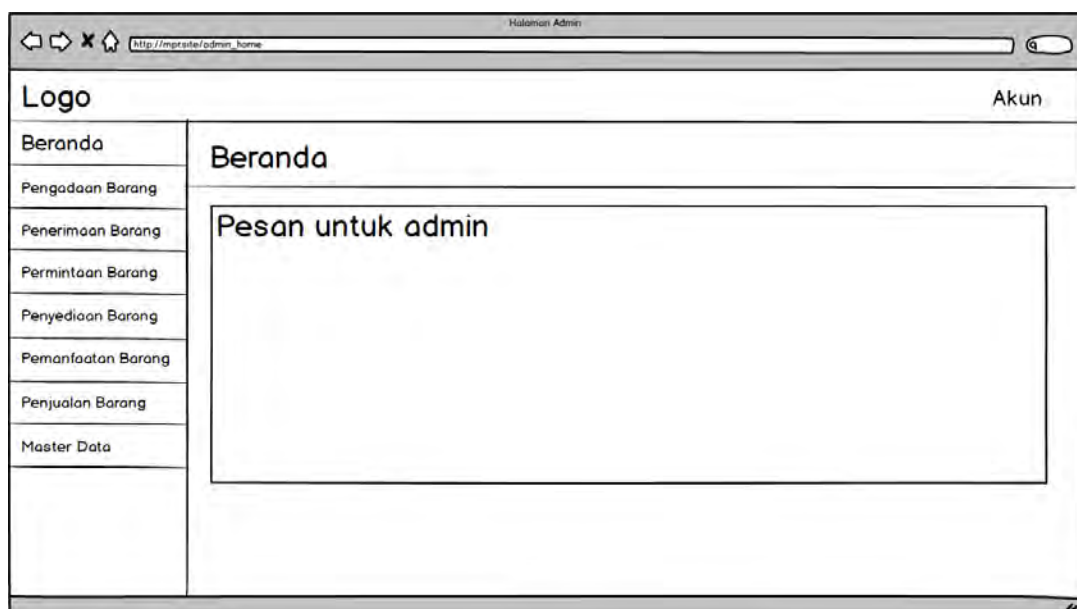 Halaman Admin
http://mptsite/admin_home
Logo
Akun
Beranda
Pengadaan Barang
Penerimaan Barang
Permintaan Barang
Penyediaan Barang
Pemanfaatan Barang
Penjualan Barang
Master Data
Beranda
Pesan untuk admin